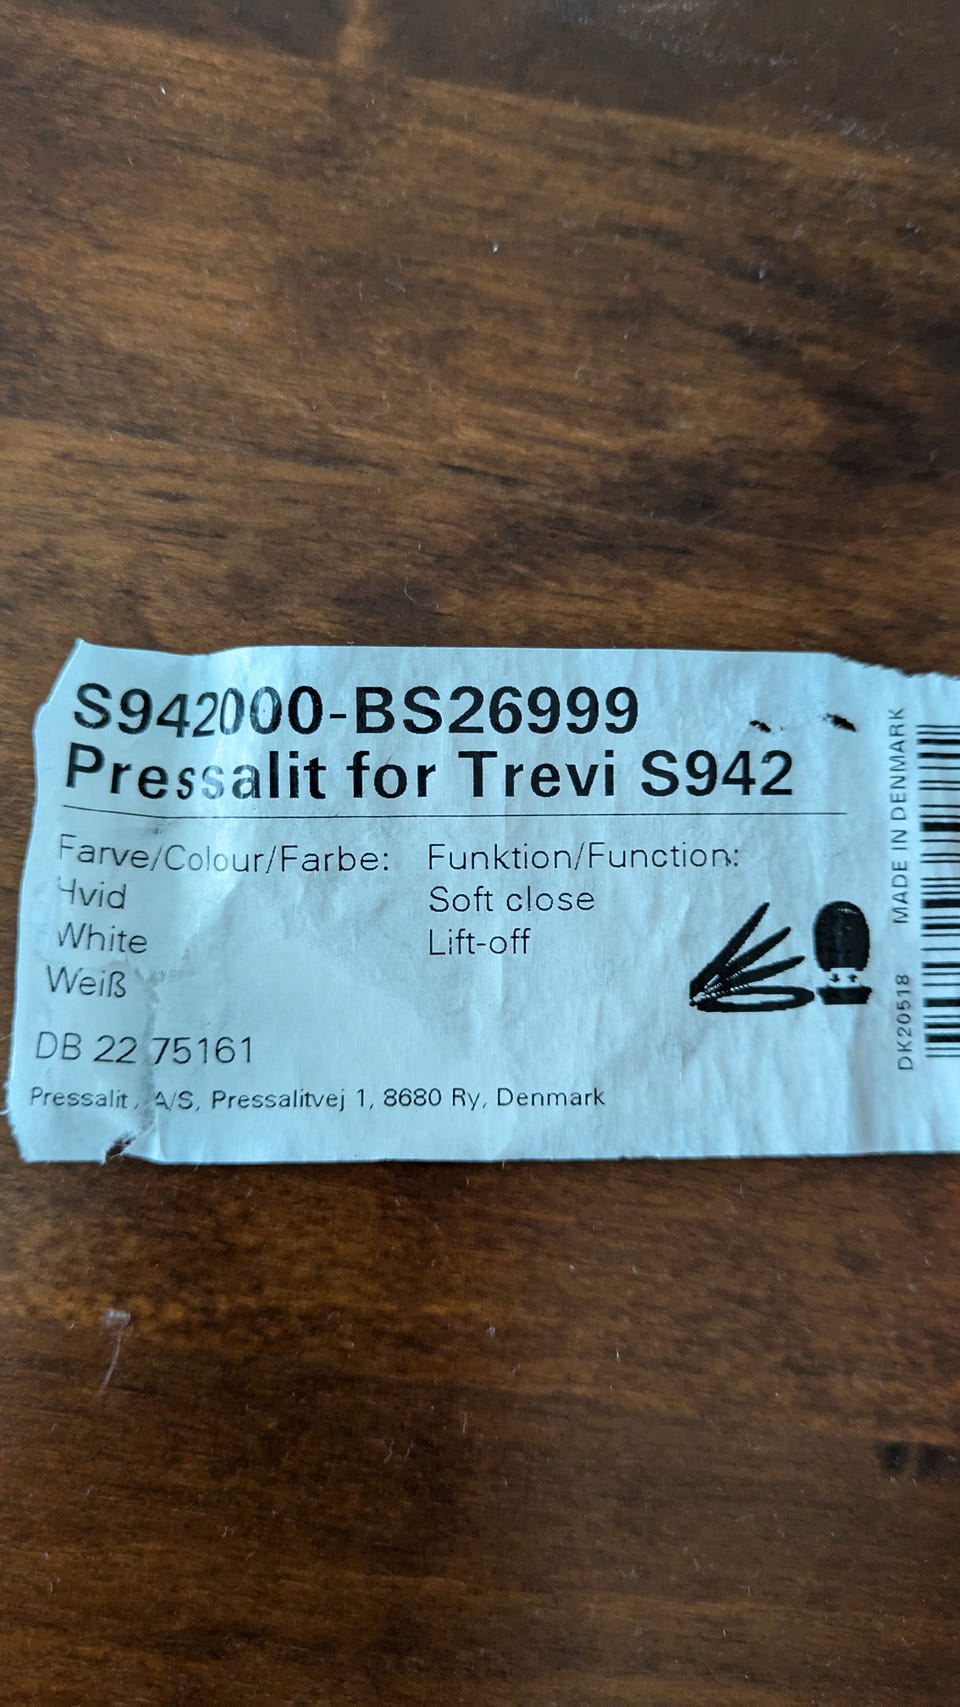 S942000-BS26999
Pressalit for Trevi S942
Farve/Colour/Farbe:
Hvid
White
Weiß
Funktion/Function:
Soft close
Lift-off
DB 22 75161
Pressalit, A/S, Pressalitvej 1, 8680 Ry, Denmark
DK20518
MADE IN DENMARK